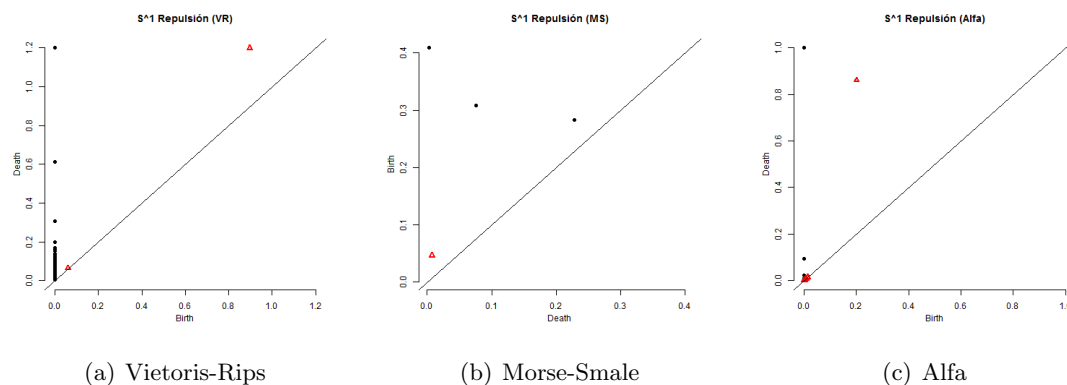 S^1 Repulsión (VR)
Death
0.0 0.2 0.4 0.6 0.8 1.0 1.2
0.0 0.2 0.4 0.6 0.8 1.0 1.2
Birth
(a) Vietoris-Rips
S^1 Repulsión (MS)
Birth
0.0 0.1 0.2 0.3 0.4
0.0 0.1 0.2 0.3 0.4
Death
(b) Morse-Smale
S^1 Repulsión (Alfa)
Death
0.0 0.2 0.4 0.6 0.8 1.0
0.0 0.2 0.4 0.6 0.8 1.0
Birth
(c) Alfa